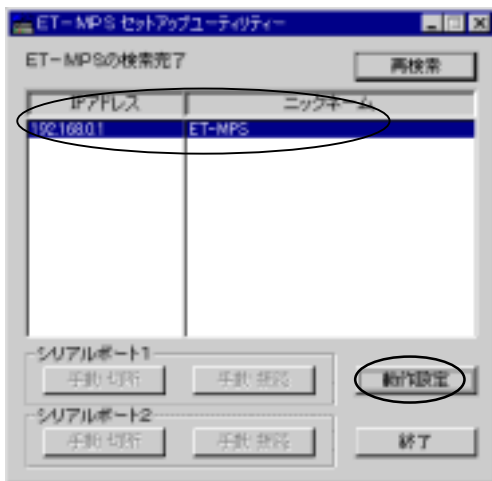 ET-MPS セットアップユーティリティー
ET-MPSの検索完了
再検索
IPアドレス ニックネーム
192.168.0.1 ET-MPS
シリアルポート1
手動 切断 手動 接続 動作設定
シリアルポート2
手動 切断 手動 接続 終了